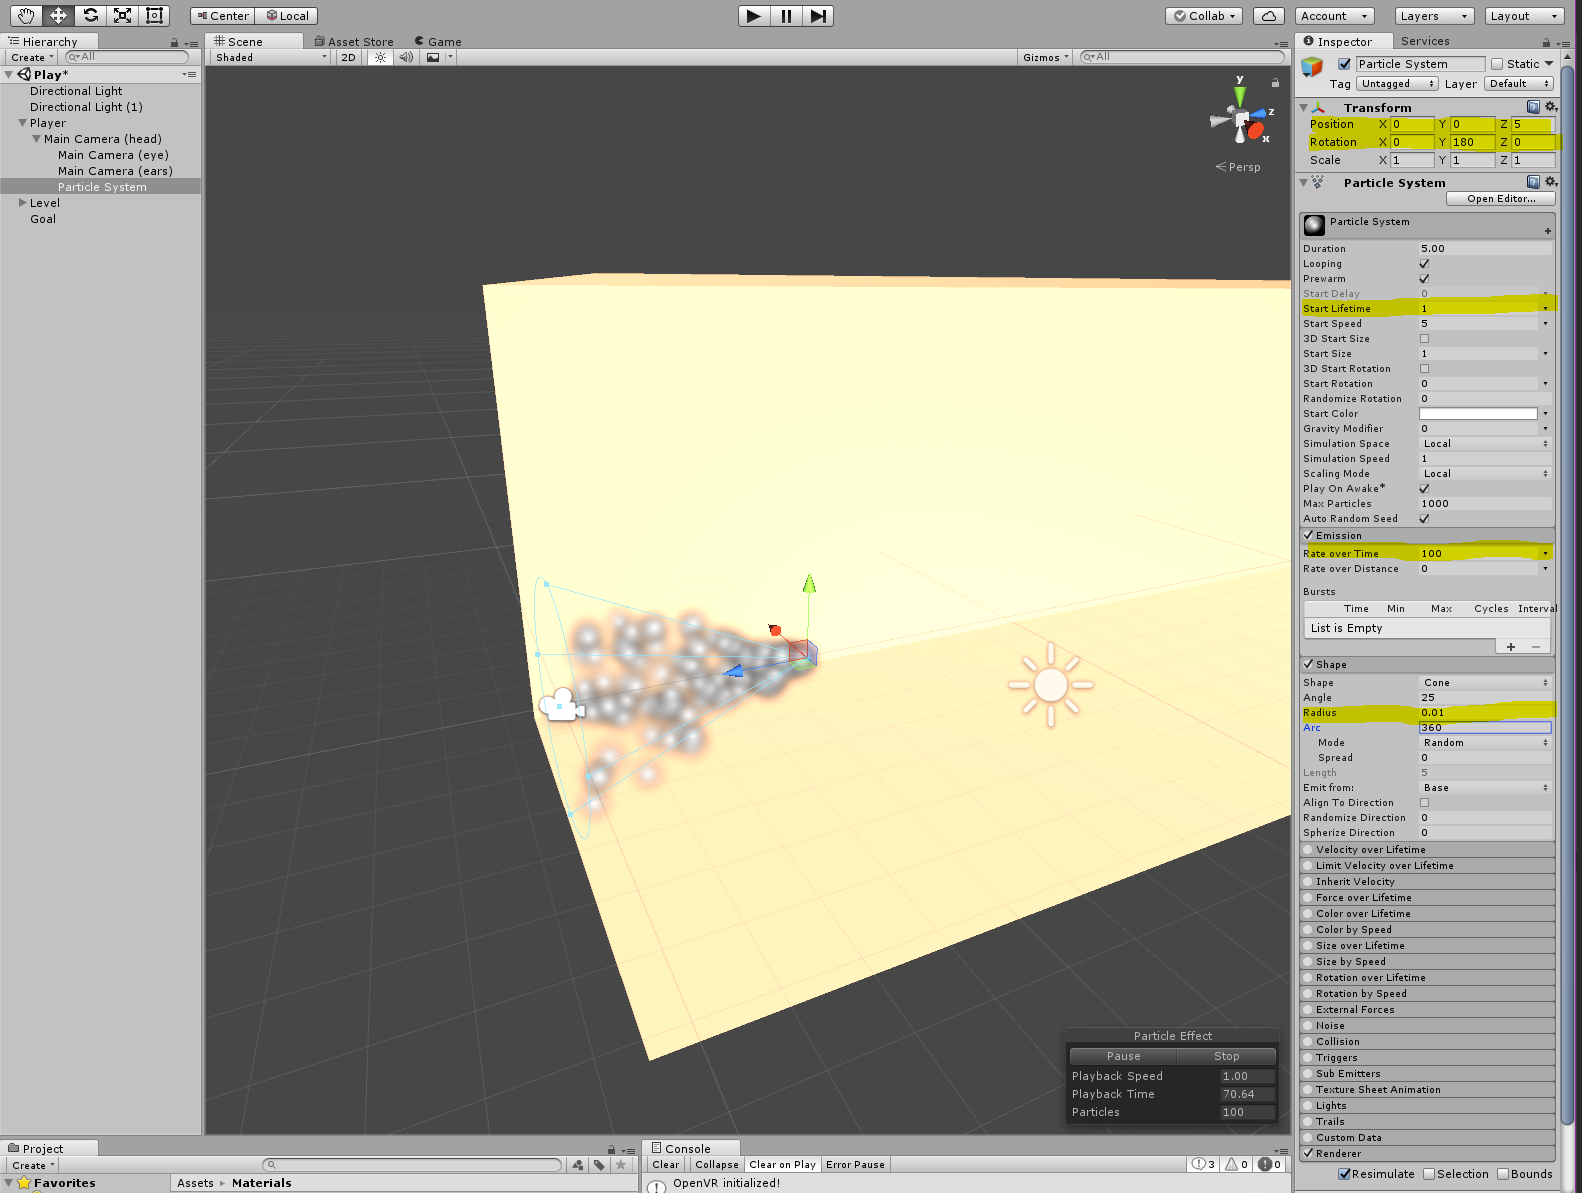 Center Local
Collab Account Layers Layout
Hierarchy
Create All
Play*
Directional Light
Directional Light (1)
Player
Main Camera (head)
Main Camera (eye)
Main Camera (ears)
Particle System
Level
Goal
Scene Asset Store Game
Shaded 2D Gizmos All
y
z
x
Persp
Particle Effect
Pause Stop
Playback Speed 1.00
Playback Time 70.64
Particles 100
Inspector Services
Particle System Static
Tag Untagged Layer Default
Transform
Position X 0 Y 0 Z 5
Rotation X 0 Y 180 Z 0
Scale X 1 Y 1 Z 1
Particle System
Open Editor...
Particle System
+
Duration 5.00
Looping
Prewarm
Start Delay 0
Start Lifetime 1
Start Speed 5
3D Start Size
Start Size 1
3D Start Rotation
Start Rotation 0
Randomize Rotation 0
Start Color
Gravity Modifier 0
Simulation Space Local
Simulation Speed 1
Scaling Mode Local
Play On Awake*
Max Particles 1000
Auto Random Seed
Emission
Rate over Time 100
Rate over Distance 0
Bursts
Time Min Max Cycles Interval
List is Empty
+ −
Shape
Shape Cone
Angle 25
Radius 0.01
Arc 360
Mode Random
Spread 0
Length 5
Emit from: Base
Align To Direction
Randomize Direction 0
Spherize Direction 0
Velocity over Lifetime
Limit Velocity over Lifetime
Inherit Velocity
Force over Lifetime
Color over Lifetime
Color by Speed
Size over Lifetime
Size by Speed
Rotation over Lifetime
Rotation by Speed
External Forces
Noise
Collision
Triggers
Sub Emitters
Texture Sheet Animation
Lights
Trails
Custom Data
Renderer
Resimulate Selection Bounds
Project
Create
Favorites
Assets Materials
Console
Clear Collapse Clear on Play Error Pause 3 0 0
OpenVR initialized!